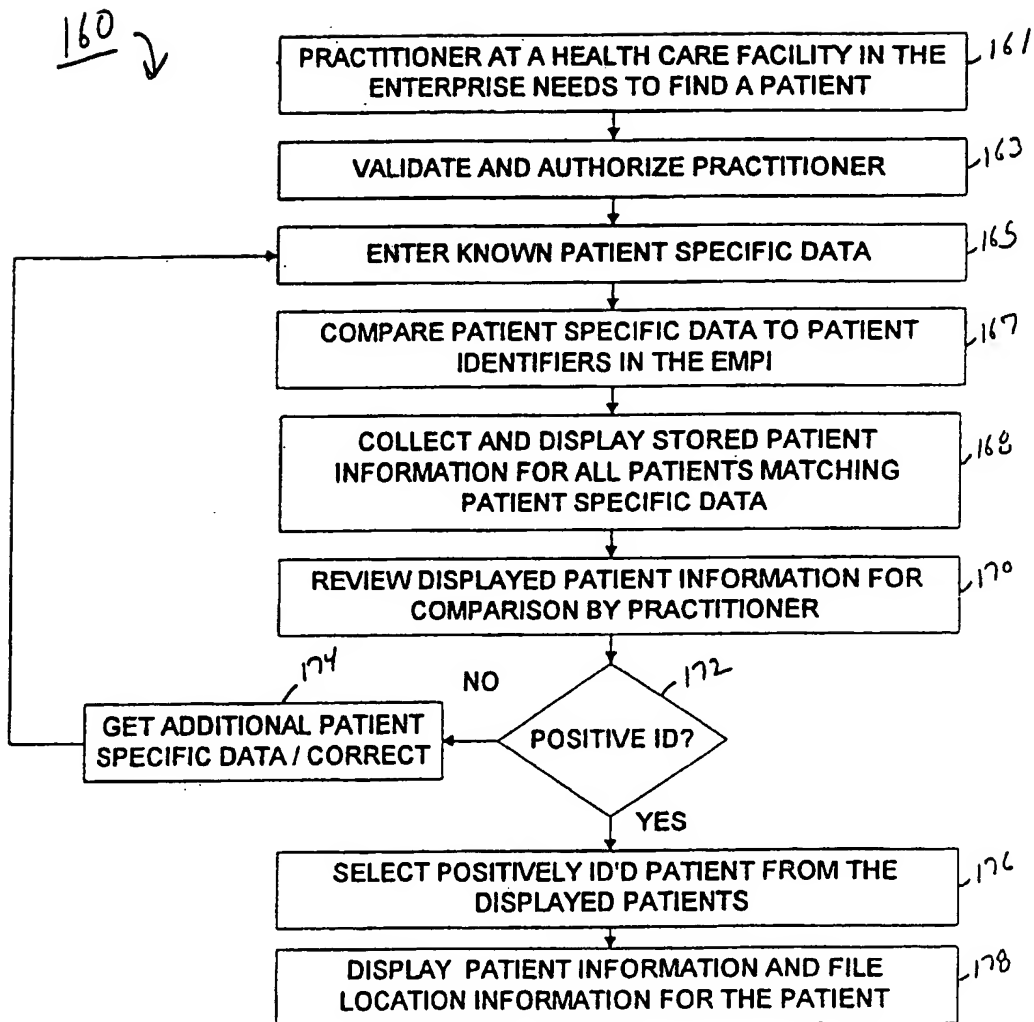 160
PRACTITIONER AT A HEALTH CARE FACILITY IN THE
ENTERPRISE NEEDS TO FIND A PATIENT
161
VALIDATE AND AUTHORIZE PRACTITIONER
163
ENTER KNOWN PATIENT SPECIFIC DATA
165
COMPARE PATIENT SPECIFIC DATA TO PATIENT
IDENTIFIERS IN THE EMPI
167
COLLECT AND DISPLAY STORED PATIENT
INFORMATION FOR ALL PATIENTS MATCHING
PATIENT SPECIFIC DATA
168
REVIEW DISPLAYED PATIENT INFORMATION FOR
COMPARISON BY PRACTITIONER
170
172
POSITIVE ID?
NO
174
GET ADDITIONAL PATIENT
SPECIFIC DATA / CORRECT
YES
SELECT POSITIVELY ID'D PATIENT FROM THE
DISPLAYED PATIENTS
176
DISPLAY PATIENT INFORMATION AND FILE
LOCATION INFORMATION FOR THE PATIENT
178